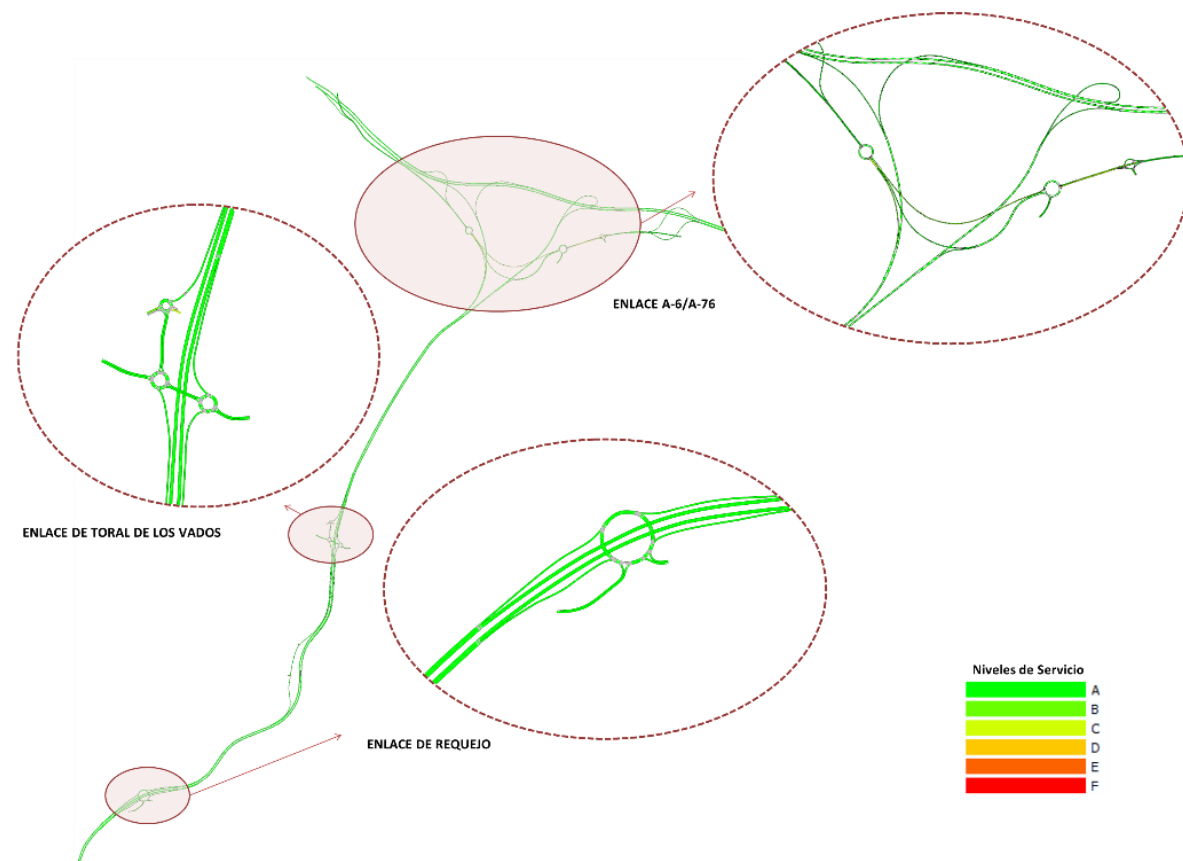 ENLACE A-6/A-76
ENLACE DE TORAL DE LOS VADOS
ENLACE DE REQUEJO
Niveles de Servicio
A
B
C
D
E
F